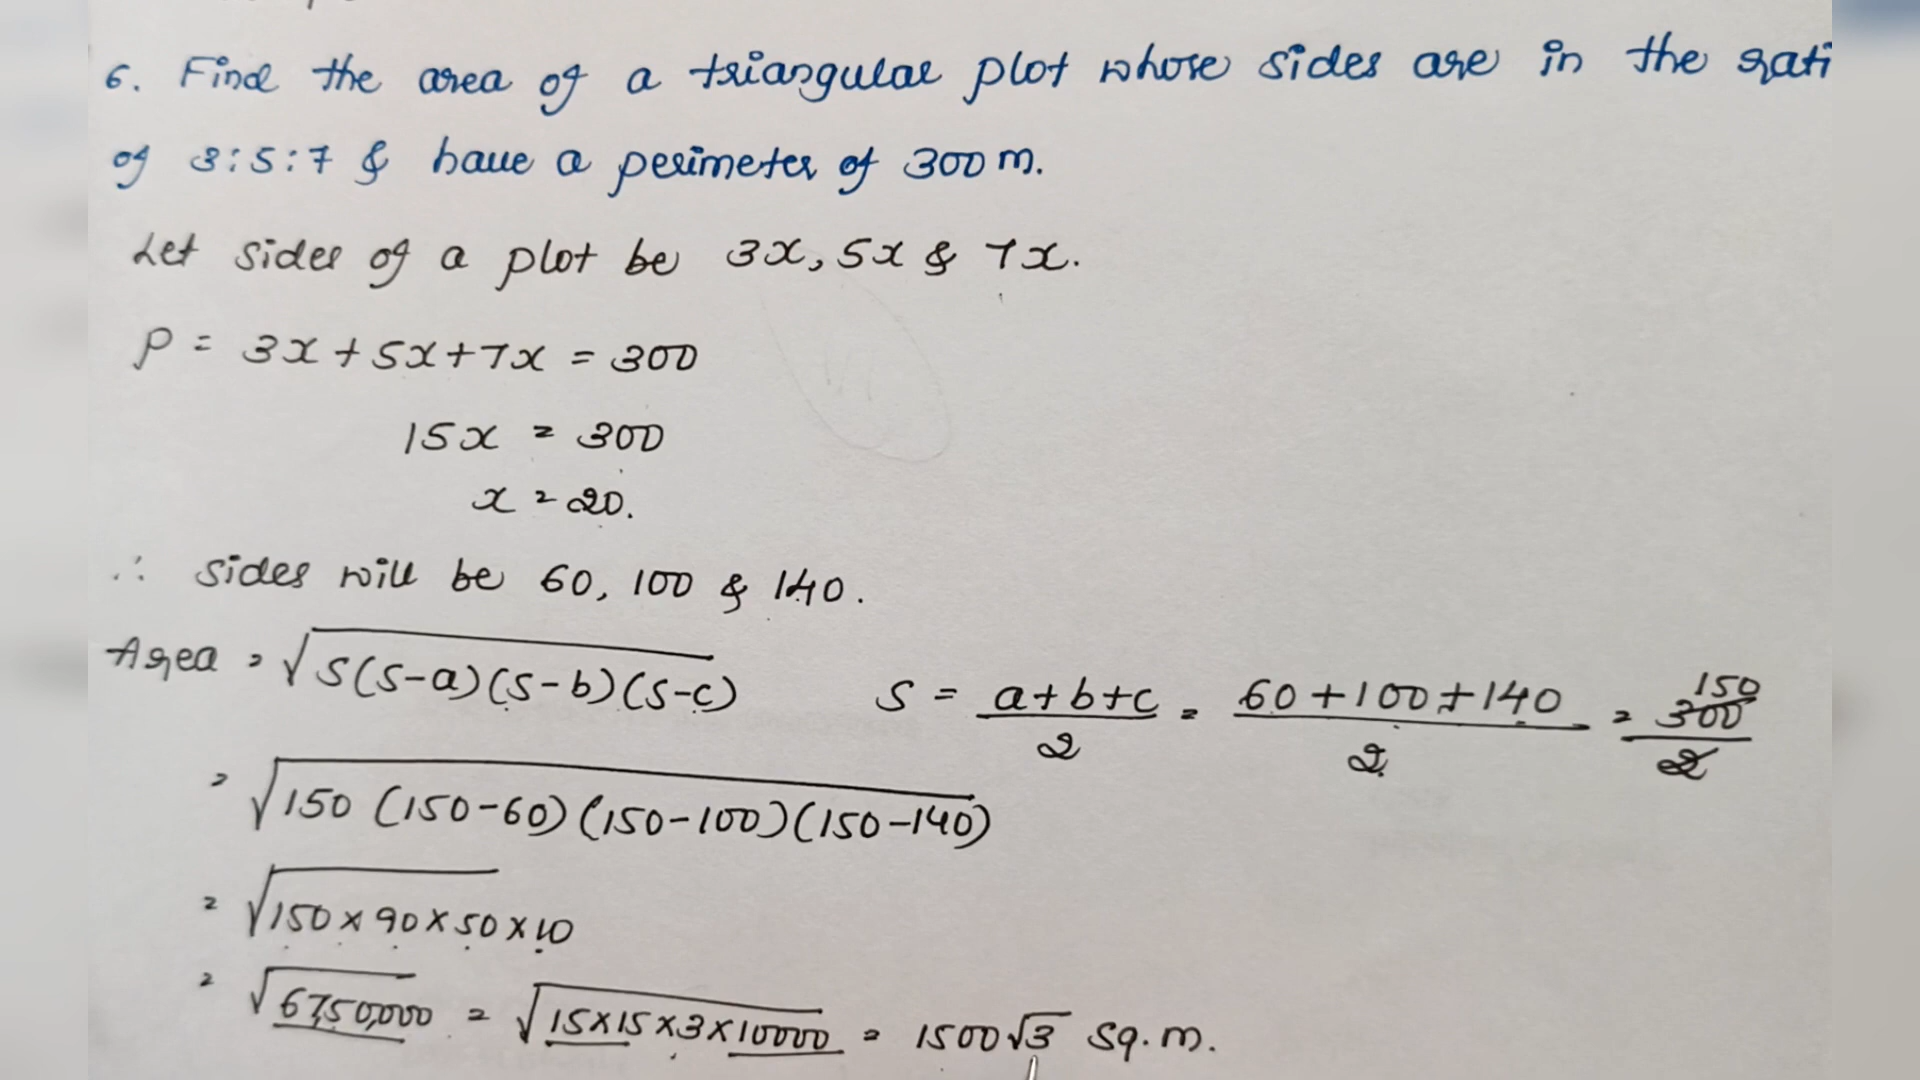 6. Find the area of a triangular plot whose sides are in the rati
of 3:5:7 & have a perimeter of 300m.
Let sides of a plot be 3x, 5x & 7x.
P = 3x+5x+7x = 300
15x = 300
x = 20.
∴ sides will be 60, 100 & 140.
Area = √S(S-a)(S-b)(S-c) S = a+b+c/2 = 60+100+140/2 = 300/2 150
= √150 (150-60)(150-100)(150-140)
= √150×90×50×10
= √6750,000 = √15×15×3×10000 = 1500√3 sq.m.